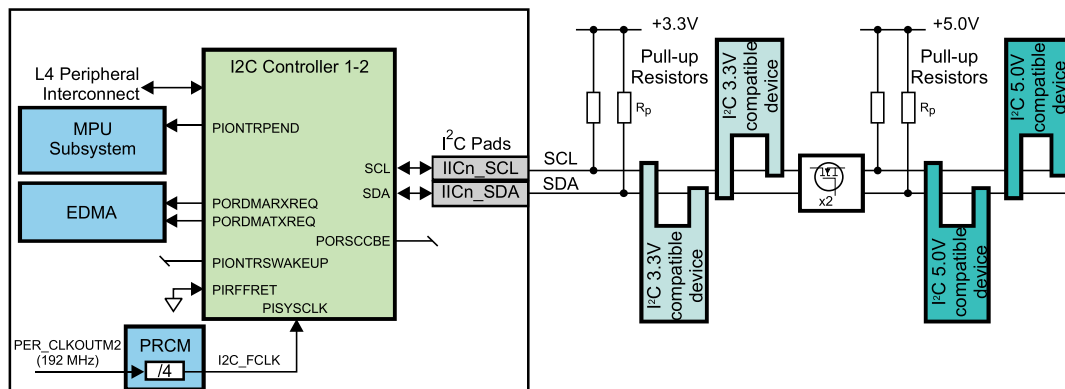 I2C Controller 1-2
L4 Peripheral
Interconnect
MPU
Subsystem
EDMA
PIONTRPEND
SCL
SDA
PORDMARXREQ
PORDMATXREQ
PORSCCBE
PIONTRSWAKEUP
PIRFFRET
PISYSCLK
PER_CLKOUTM2
(192 MHz)
PRCM
/4
I2C_FCLK
I²C Pads
IICn_SCL
IICn_SDA
SCL
SDA
+3.3V
Pull-up
Resistors
Rp
I²C 3.3V
compatible
device
I²C 3.3V
compatible
device
x2
+5.0V
Pull-up
Resistors
Rp
I²C 5.0V
compatible
device
I²C 5.0V
compatible
device